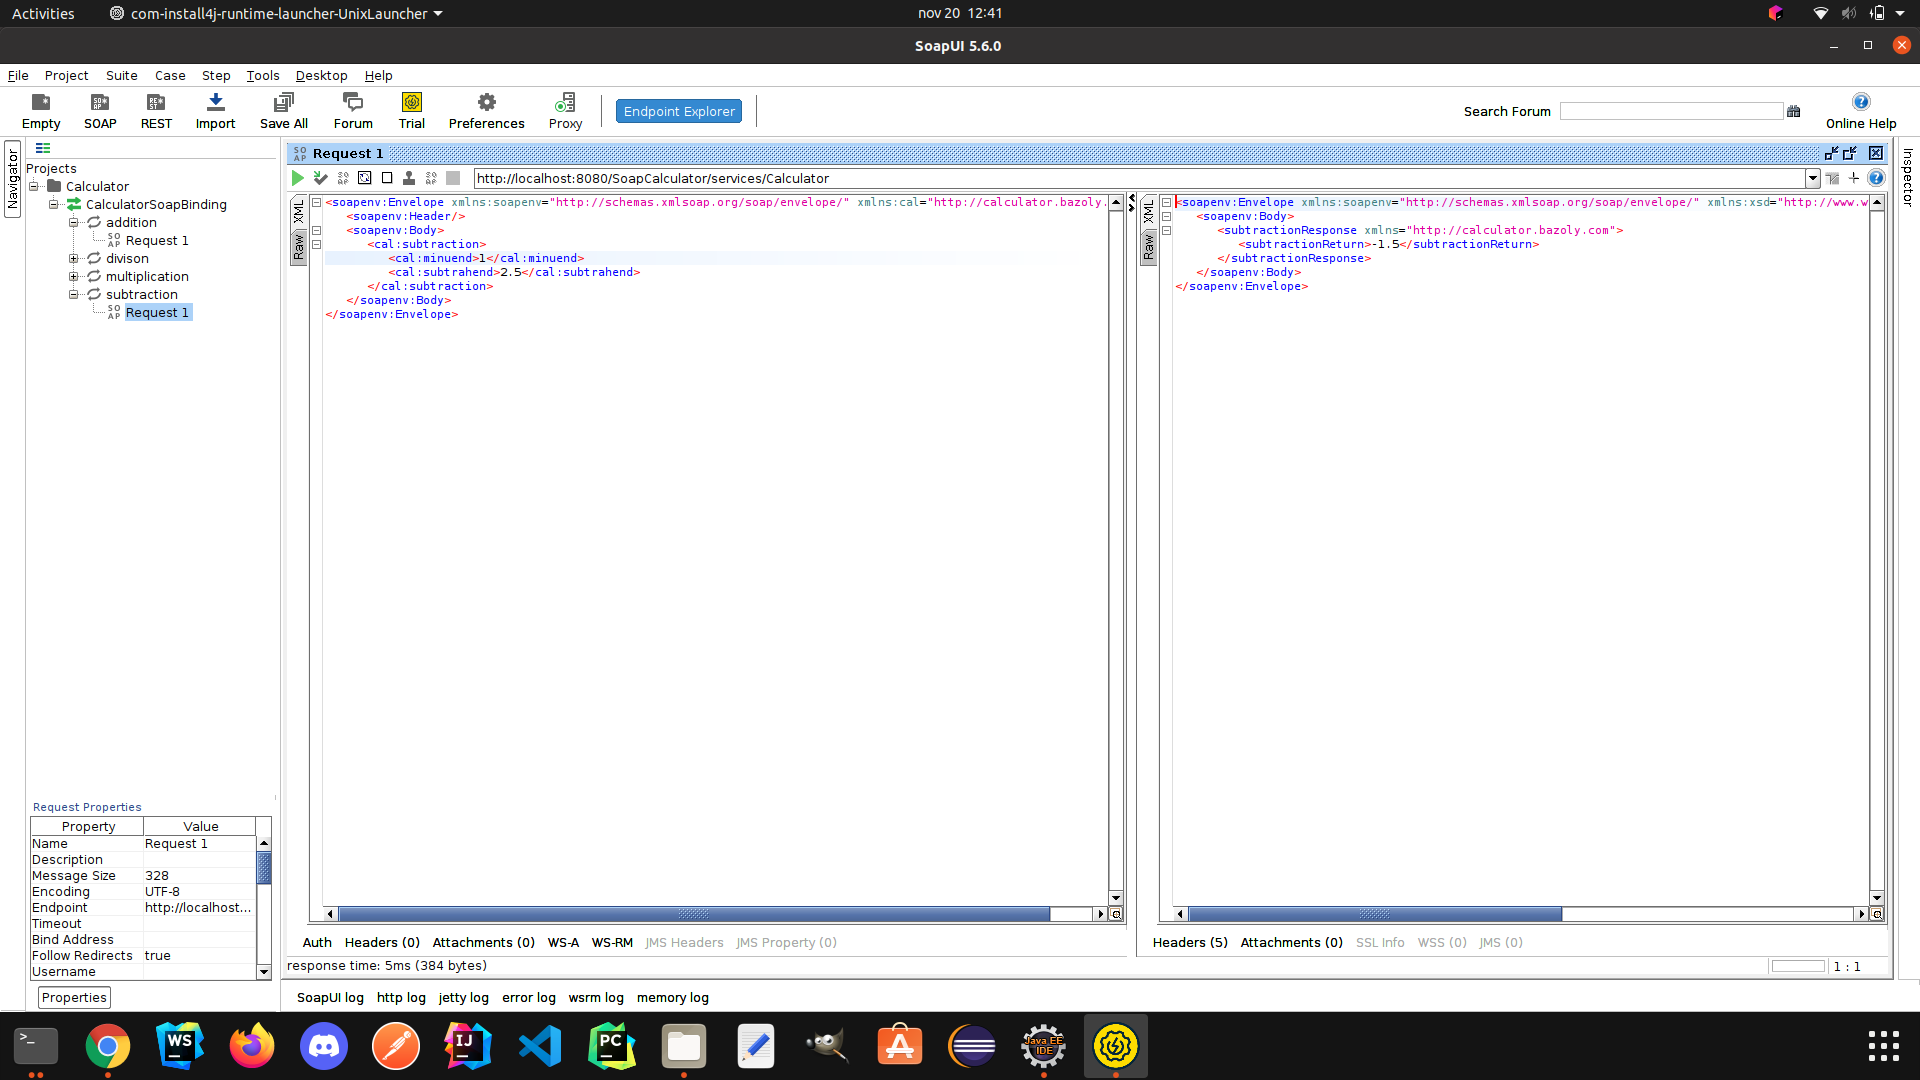 Activities com-install4j-runtime-launcher-UnixLauncher nov 20 12:41
SoapUI 5.6.0
File Project Suite Case Step Tools Desktop Help
Empty SOAP REST Import Save All Forum Trial Preferences Proxy Endpoint Explorer Search Forum Online Help
Navigator
Projects
Calculator
CalculatorSoapBinding
addition
Request 1
divison
multiplication
subtraction
Request 1
Request Properties
Property Value
Name Request 1
Description
Message Size 328
Encoding UTF-8
Endpoint http://localhost...
Timeout
Bind Address
Follow Redirects true
Username
Properties
Request 1
http://localhost:8080/SoapCalculator/services/Calculator
XML
Raw
<soapenv:Envelope xmlns:soapenv="http://schemas.xmlsoap.org/soap/envelope/" xmlns:cal="http://calculator.bazoly.
<soapenv:Header/>
<soapenv:Body>
<cal:subtraction>
<cal:minuend>1</cal:minuend>
<cal:subtrahend>2.5</cal:subtrahend>
</cal:subtraction>
</soapenv:Body>
</soapenv:Envelope>
Auth Headers (0) Attachments (0) WS-A WS-RM JMS Headers JMS Property (0)
XML
Raw
<soapenv:Envelope xmlns:soapenv="http://schemas.xmlsoap.org/soap/envelope/" xmlns:xsd="http://www.w
<soapenv:Body>
<subtractionResponse xmlns="http://calculator.bazoly.com">
<subtractionReturn>-1.5</subtractionReturn>
</subtractionResponse>
</soapenv:Body>
</soapenv:Envelope>
Headers (5) Attachments (0) SSL Info WSS (0) JMS (0)
response time: 5ms (384 bytes) 1 : 1
SoapUI log http log jetty log error log wsrm log memory log
Inspector
WS
IJ
PC
Java EE
IDE